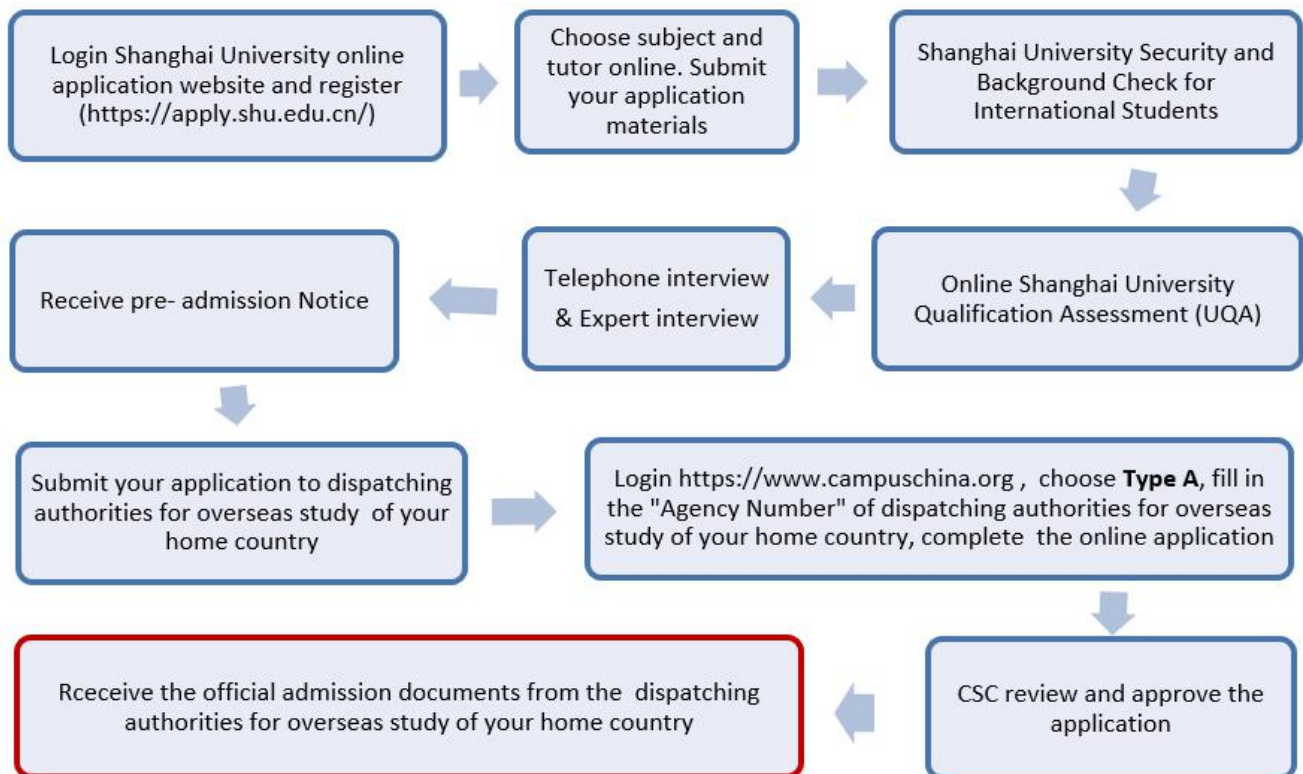 Login Shanghai University online
application website and register
(https://apply.shu.edu.cn/)
Choose subject and
tutor online. Submit
your application
materials
Shanghai University Security and
Background Check for
International Students
Online Shanghai University
Qualification Assessment (UQA)
Telephone interview
& Expert interview
Receive pre- admission Notice
Submit your application to dispatching
authorities for overseas study of your
home country
Login https://www.campuschina.org , choose Type A, fill in
the "Agency Number" of dispatching authorities for overseas
study of your home country, complete the online application
CSC review and approve the
application
Rceceive the official admission documents from the dispatching
authorities for overseas study of your home country